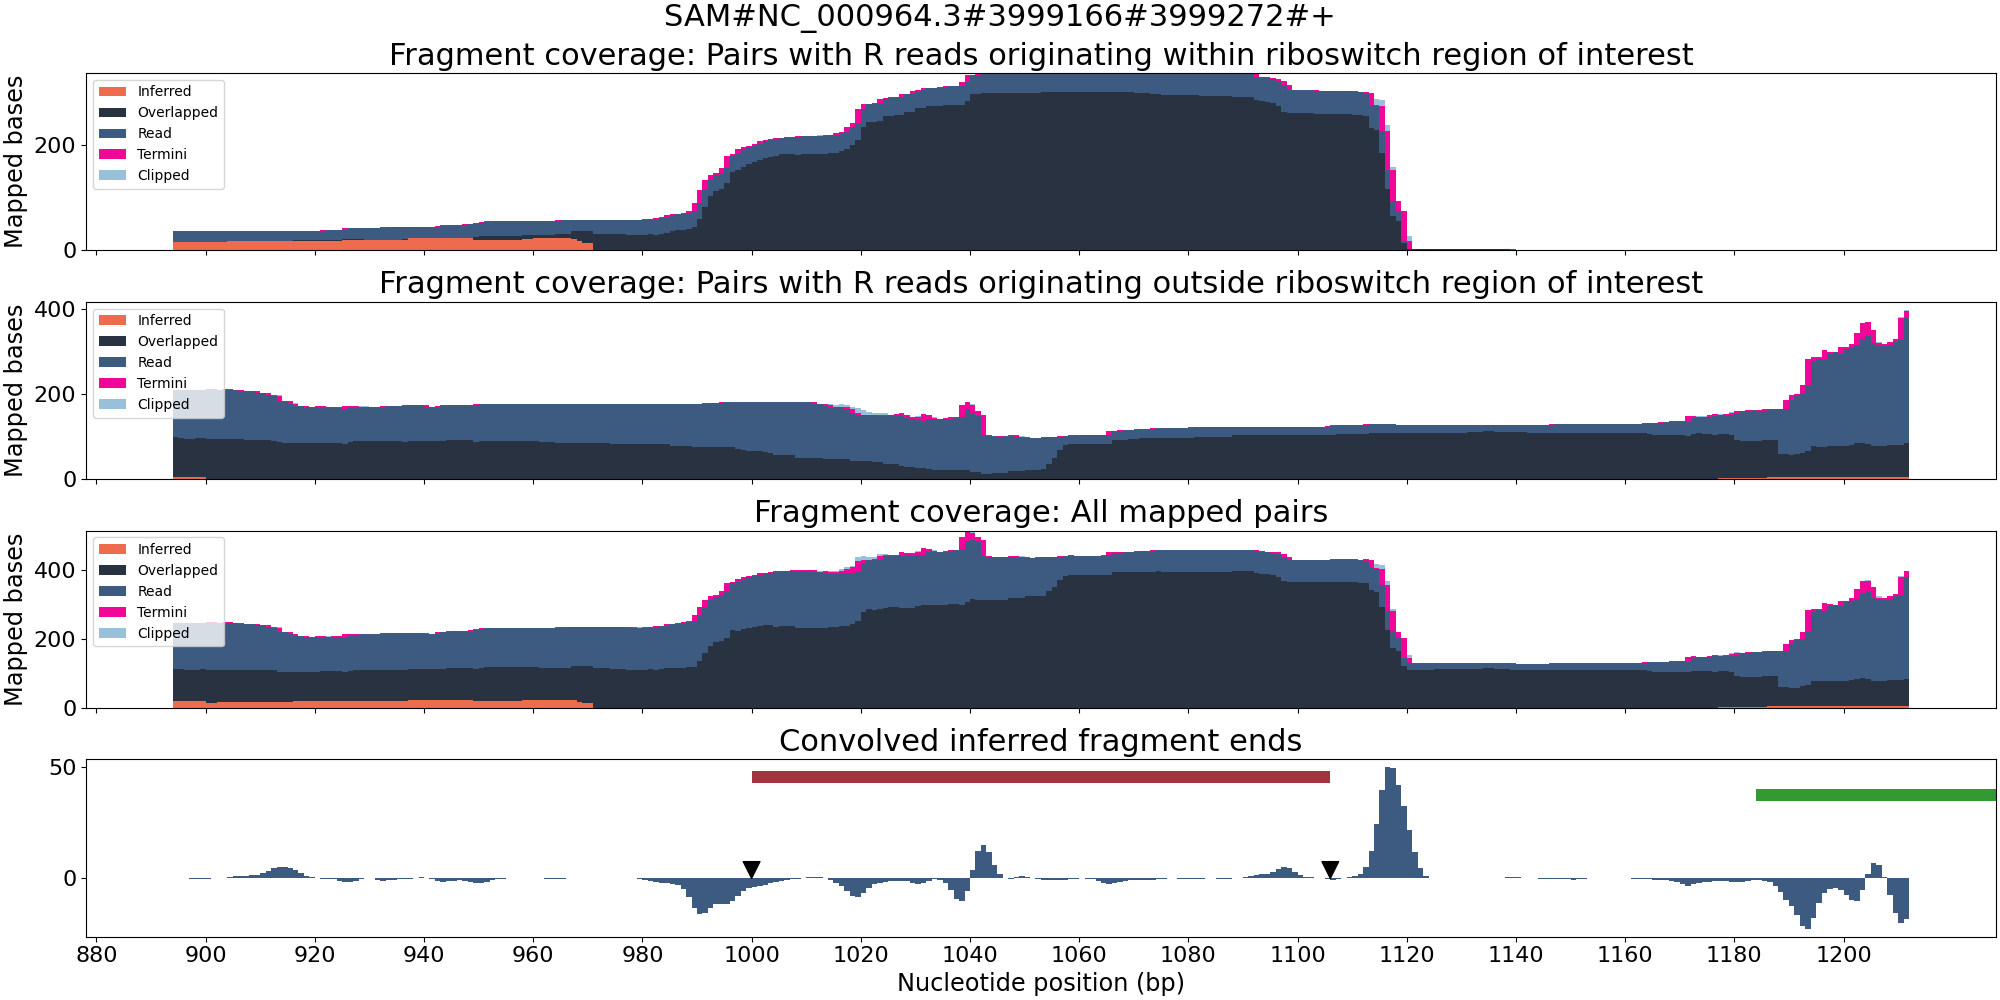 SAM#NC_000964.3#3999166#3999272#+
Fragment coverage: Pairs with R reads originating within riboswitch region of interest
Mapped bases
200
0
Inferred
Overlapped
Read
Termini
Clipped
Fragment coverage: Pairs with R reads originating outside riboswitch region of interest
Mapped bases
400
200
0
Inferred
Overlapped
Read
Termini
Clipped
Fragment coverage: All mapped pairs
Mapped bases
400
200
0
Inferred
Overlapped
Read
Termini
Clipped
Convolved inferred fragment ends
50
0
880 900 920 940 960 980 1000 1020 1040 1060 1080 1100 1120 1140 1160 1180 1200
Nucleotide position (bp)